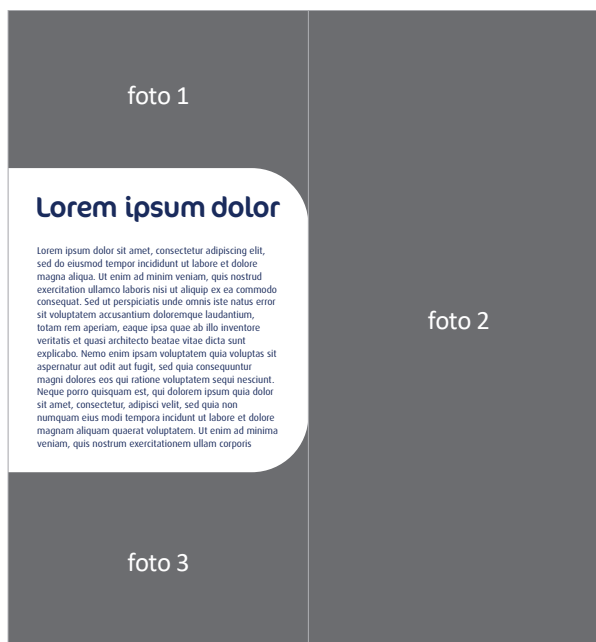 foto 1
Lorem ipsum dolor
Lorem ipsum dolor sit amet, consectetur adipiscing elit,
sed do eiusmod tempor incididunt ut labore et dolore
magna aliqua. Ut enim ad minim veniam, quis nostrud
exercitation ullamco laboris nisi ut aliquip ex ea commodo
consequat. Sed ut perspiciatis unde omnis iste natus error
sit voluptatem accusantium doloremque laudantium,
totam rem aperiam, eaque ipsa quae ab illo inventore
veritatis et quasi architecto beatae vitae dicta sunt
explicabo. Nemo enim ipsam voluptatem quia voluptas sit
aspernatur aut odit aut fugit, sed quia consequuntur
magni dolores eos qui ratione voluptatem sequi nesciunt.
Neque porro quisquam est, qui dolorem ipsum quia dolor
sit amet, consectetur, adipisci velit, sed quia non
numquam eius modi tempora incidunt ut labore et dolore
magnam aliquam quaerat voluptatem. Ut enim ad minima
veniam, quis nostrum exercitationem ullam corporis
foto 3
foto 2